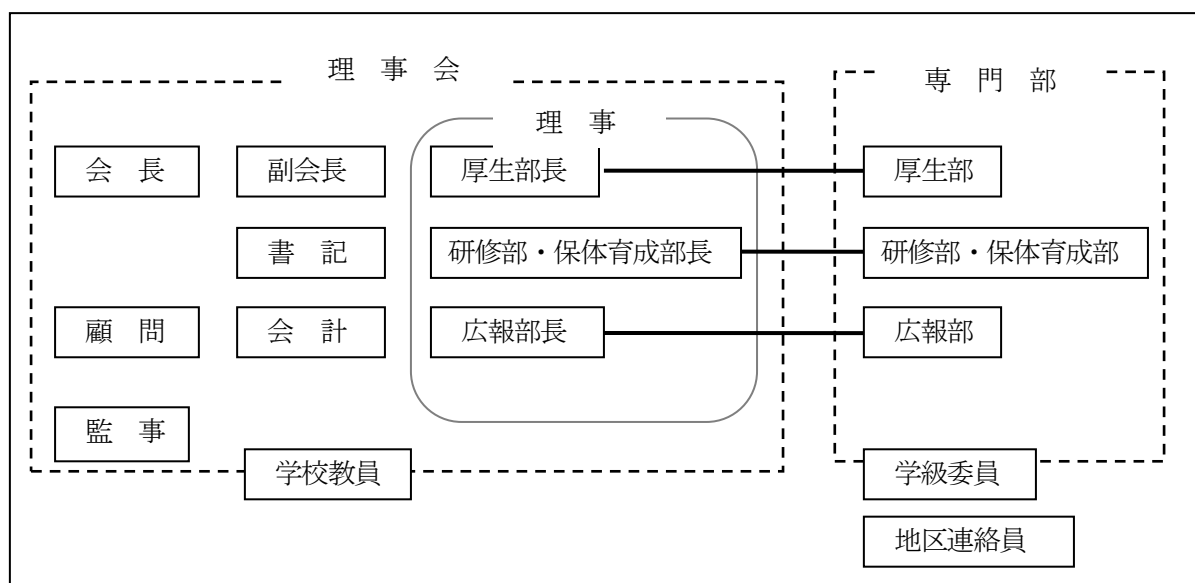 理　事　会
専　門　部
理　事
会　長
副会長
厚生部長
厚生部
書　記
研修部・保体育成部長
研修部・保体育成部
顧　問
会　計
広報部長
広報部
監　事
学校教員
学級委員
地区連絡員